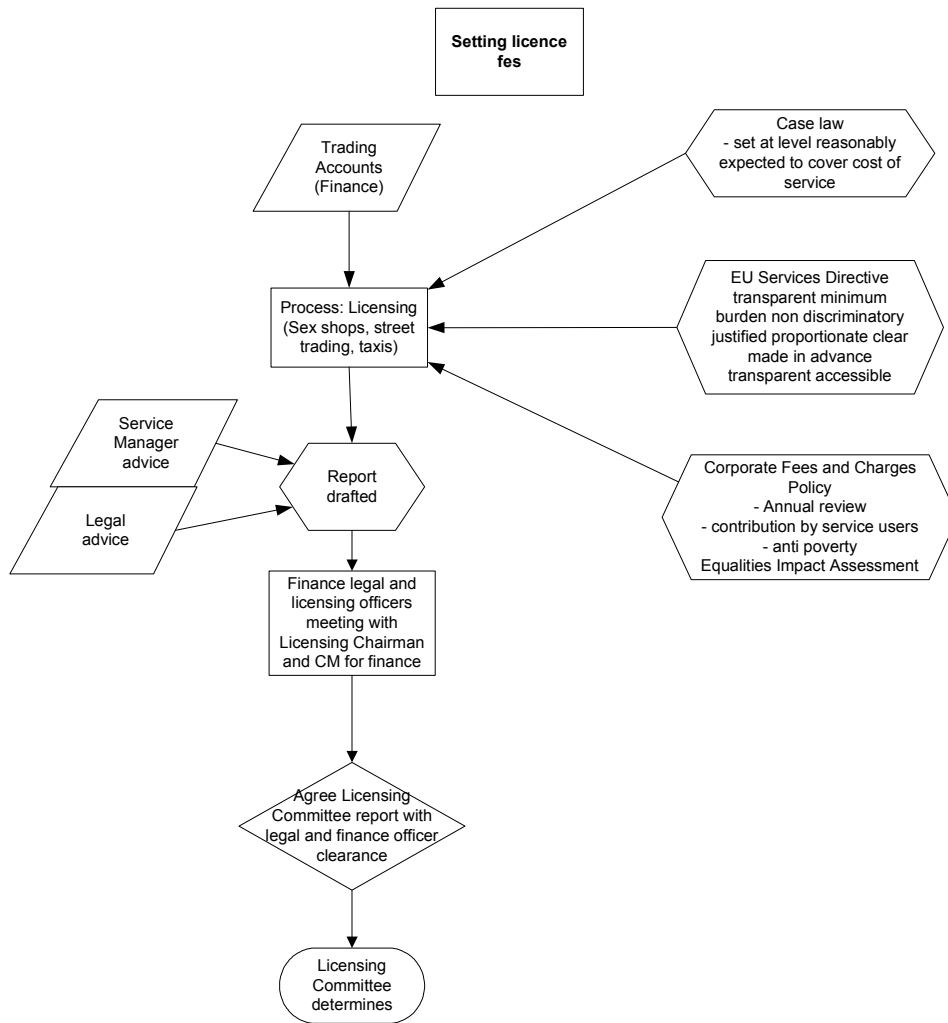 Setting licence
fes
Trading
Accounts
(Finance)
Case law
- set at level reasonably
expected to cover cost of
service
Process: Licensing
(Sex shops, street
trading, taxis)
EU Services Directive
transparent minimum
burden non discriminatory
justified proportionate clear
made in advance
transparent accessible
Service
Manager
advice
Legal
advice
Report
drafted
Corporate Fees and Charges
Policy
- Annual review
- contribution by service users
- anti poverty
Equalities Impact Assessment
Finance legal and
licensing officers
meeting with
Licensing Chairman
and CM for finance
Agree Licensing
Committee report with
legal and finance officer
clearance
Licensing
Committee
determines